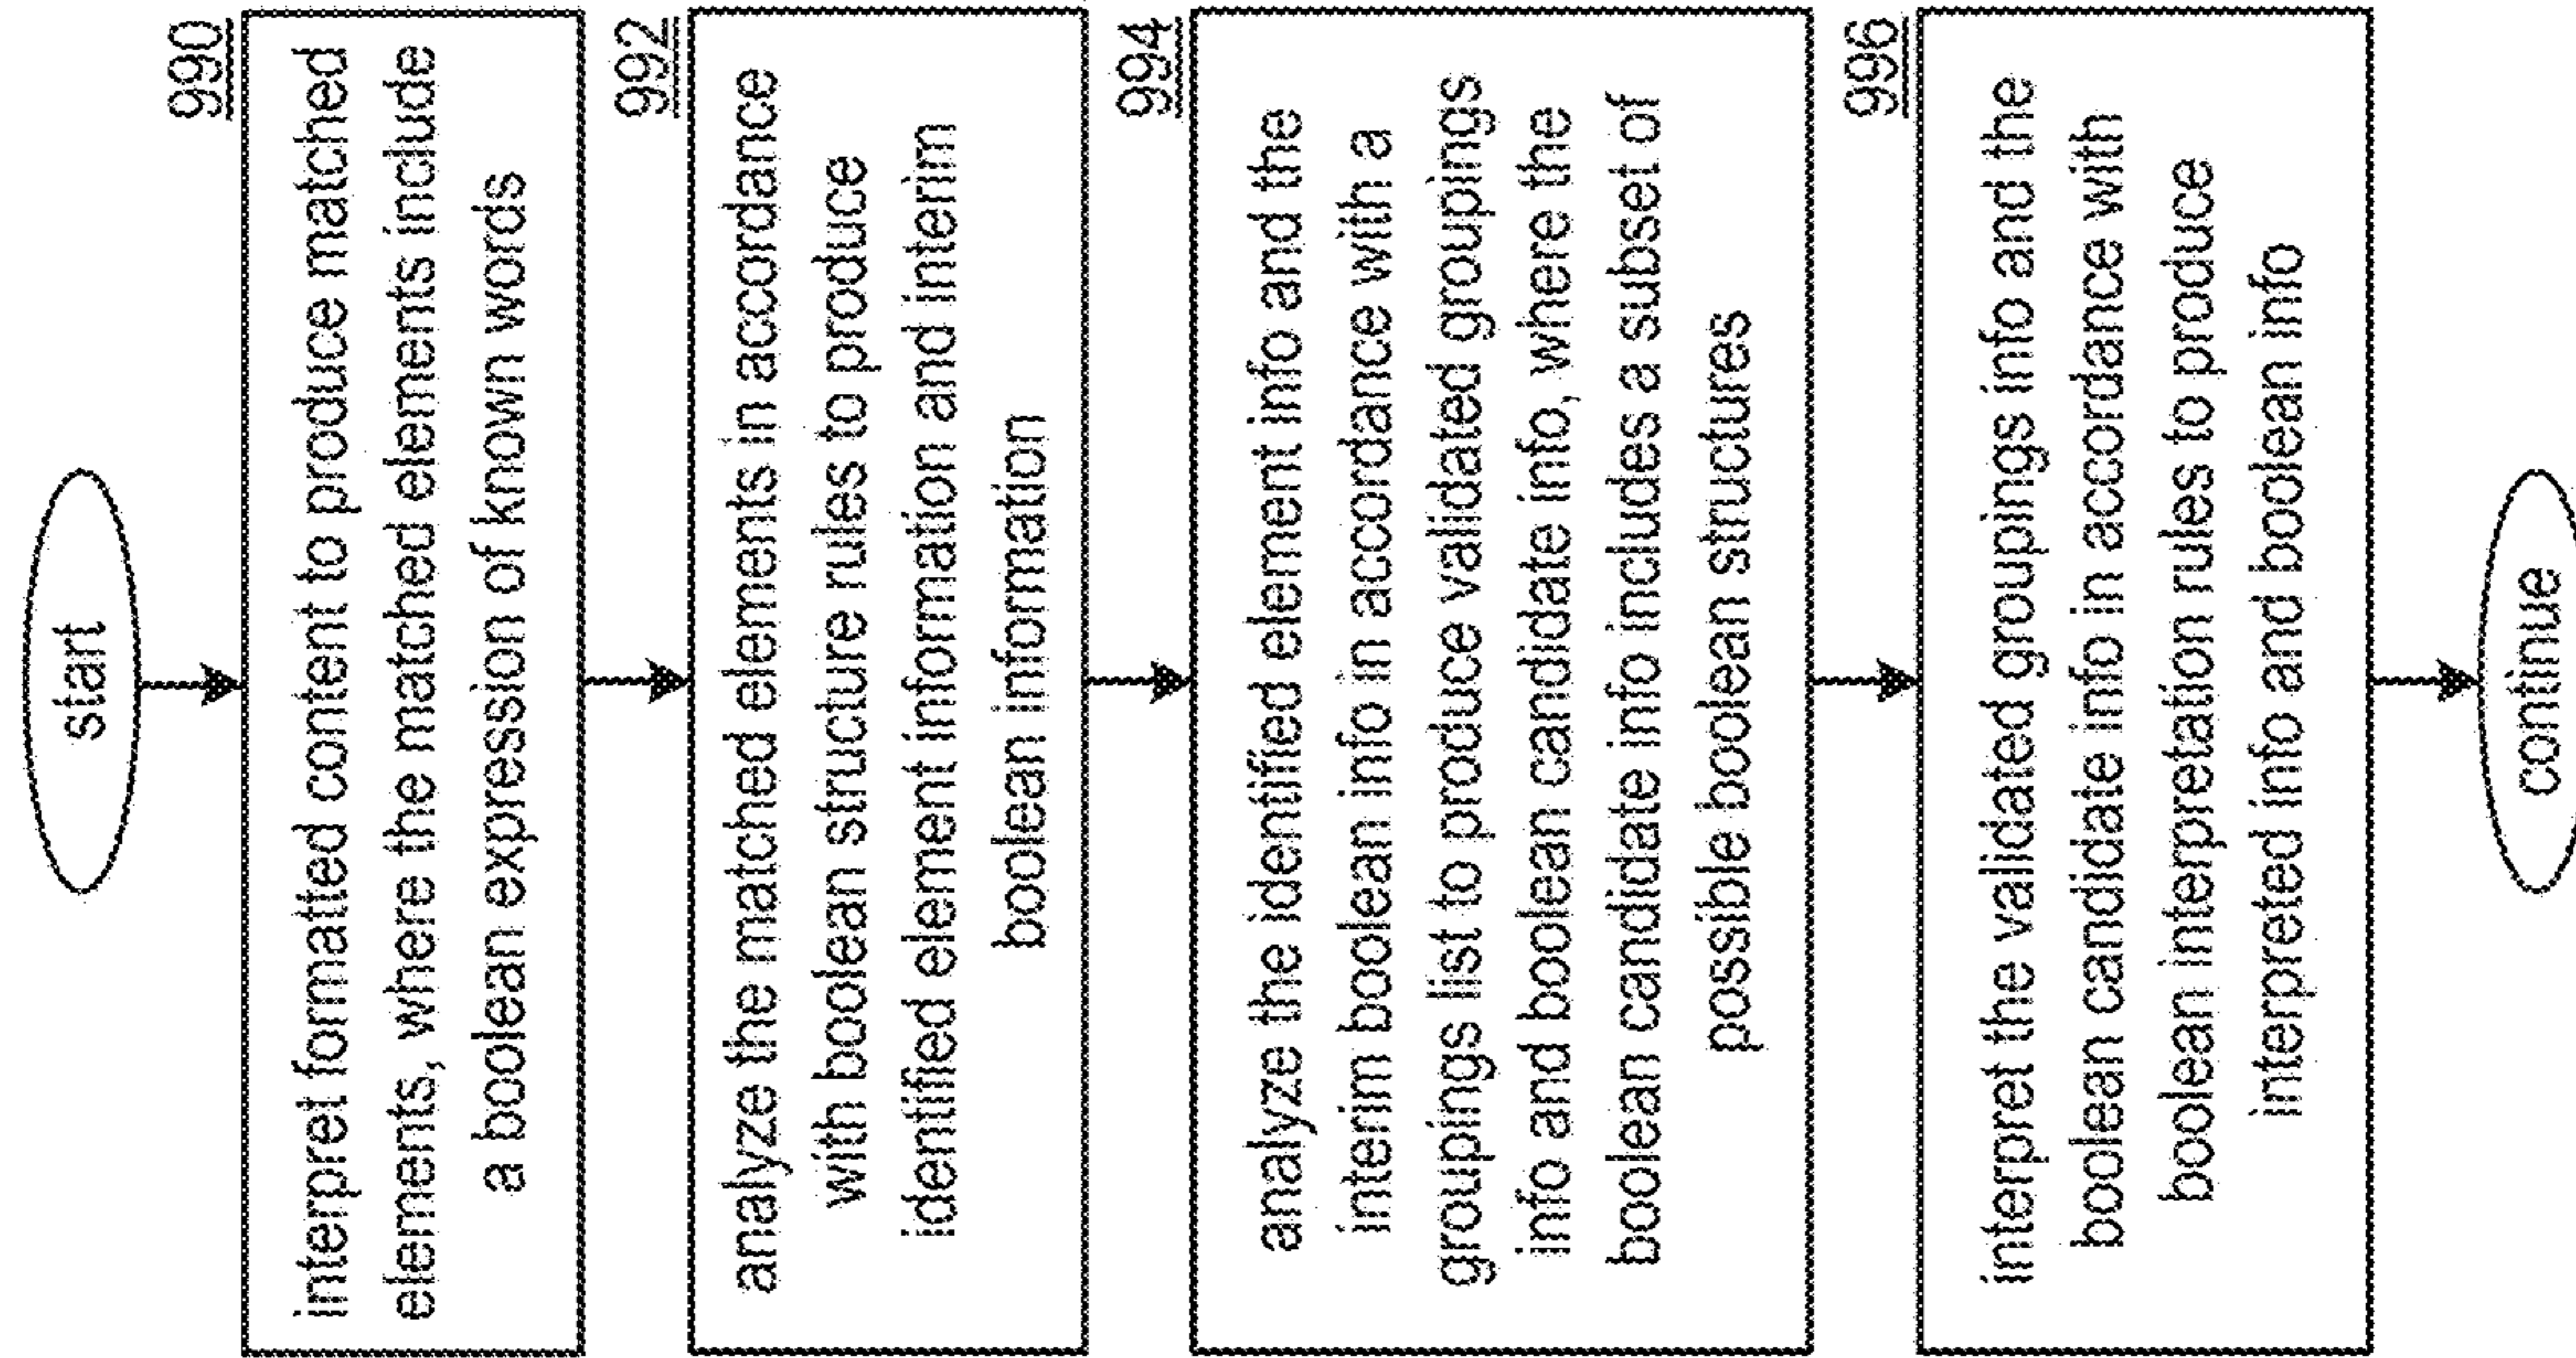 start
990
interpret formatted content to produce matched
elements, where the matched elements include
a boolean expression of known words
992
analyze the matched elements in accordance
with boolean structure rules to produce
identified element information and interim
boolean information
994
analyze the identified element info and the
interim boolean info in accordance with a
groupings list to produce validated groupings
info and boolean candidate info, where the
boolean candidate info includes a subset of
possible boolean structures
996
interpret the validated groupings info and the
boolean candidate info in accordance with
boolean interpretation rules to produce
interpreted info and boolean info
continue